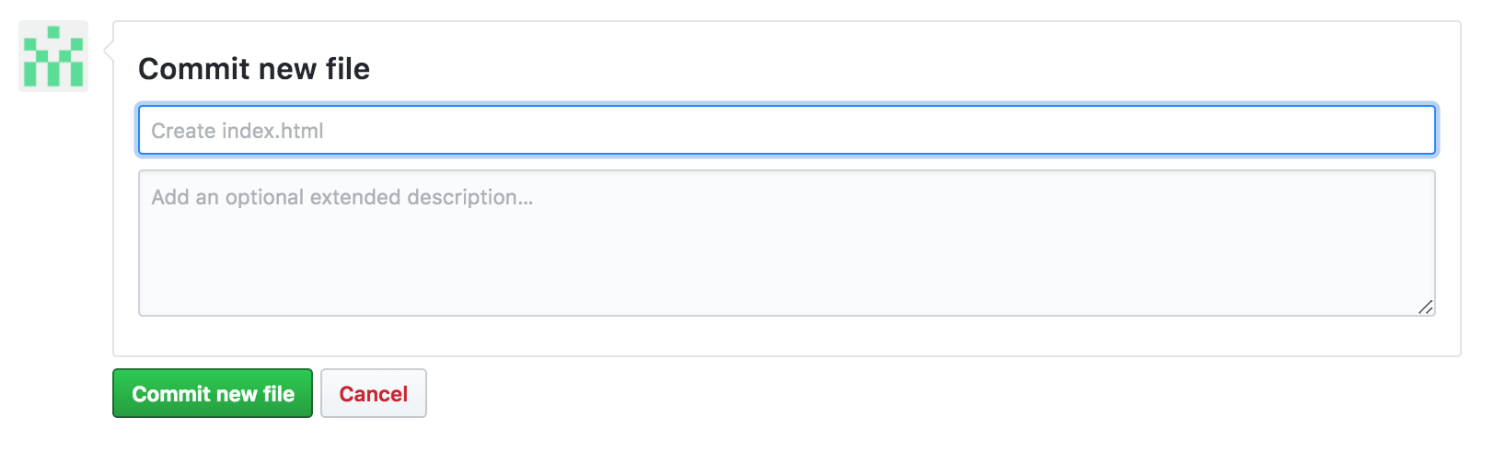 Commit new file
Create index.html
Add an optional extended description...
Commit new file
Cancel